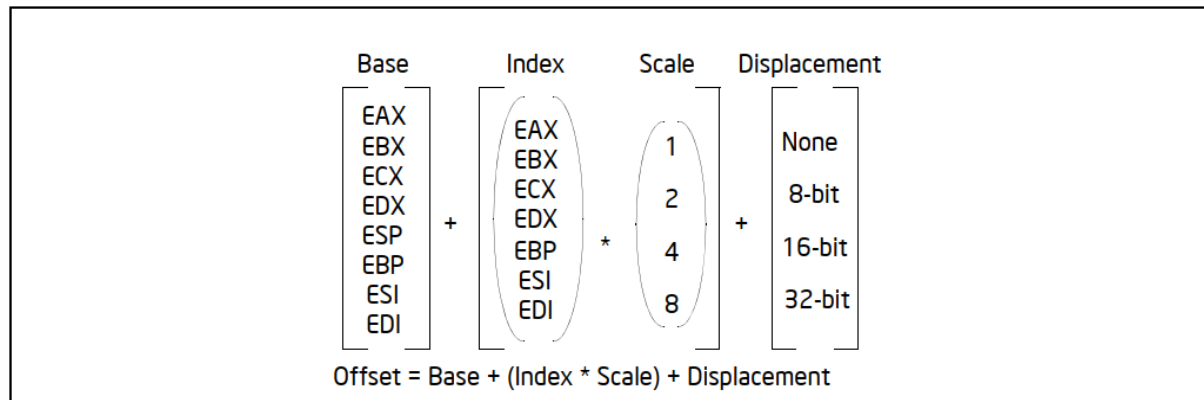 Base Index Scale Displacement
EAX
EBX
ECX
EDX
ESP
EBP
ESI
EDI
+
EAX
EBX
ECX
EDX
EBP
ESI
EDI
*
1
2
4
8
+
None
8-bit
16-bit
32-bit
Offset = Base + (Index * Scale) + Displacement